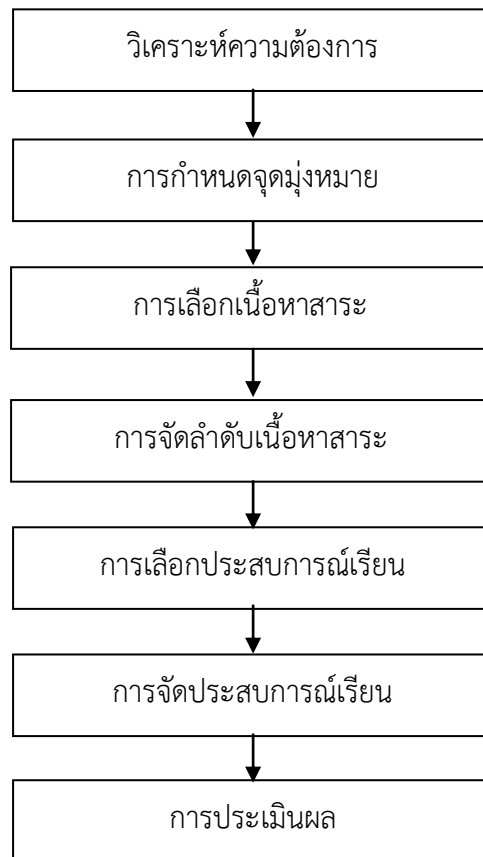 วิเคราะห์ความต้องการ
การกำหนดจุดมุ่งหมาย
การเลือกเนื้อหาสาระ
การจัดลำดับเนื้อหาสาระ
การเลือกประสบการณ์เรียน
การจัดประสบการณ์เรียน
การประเมินผล